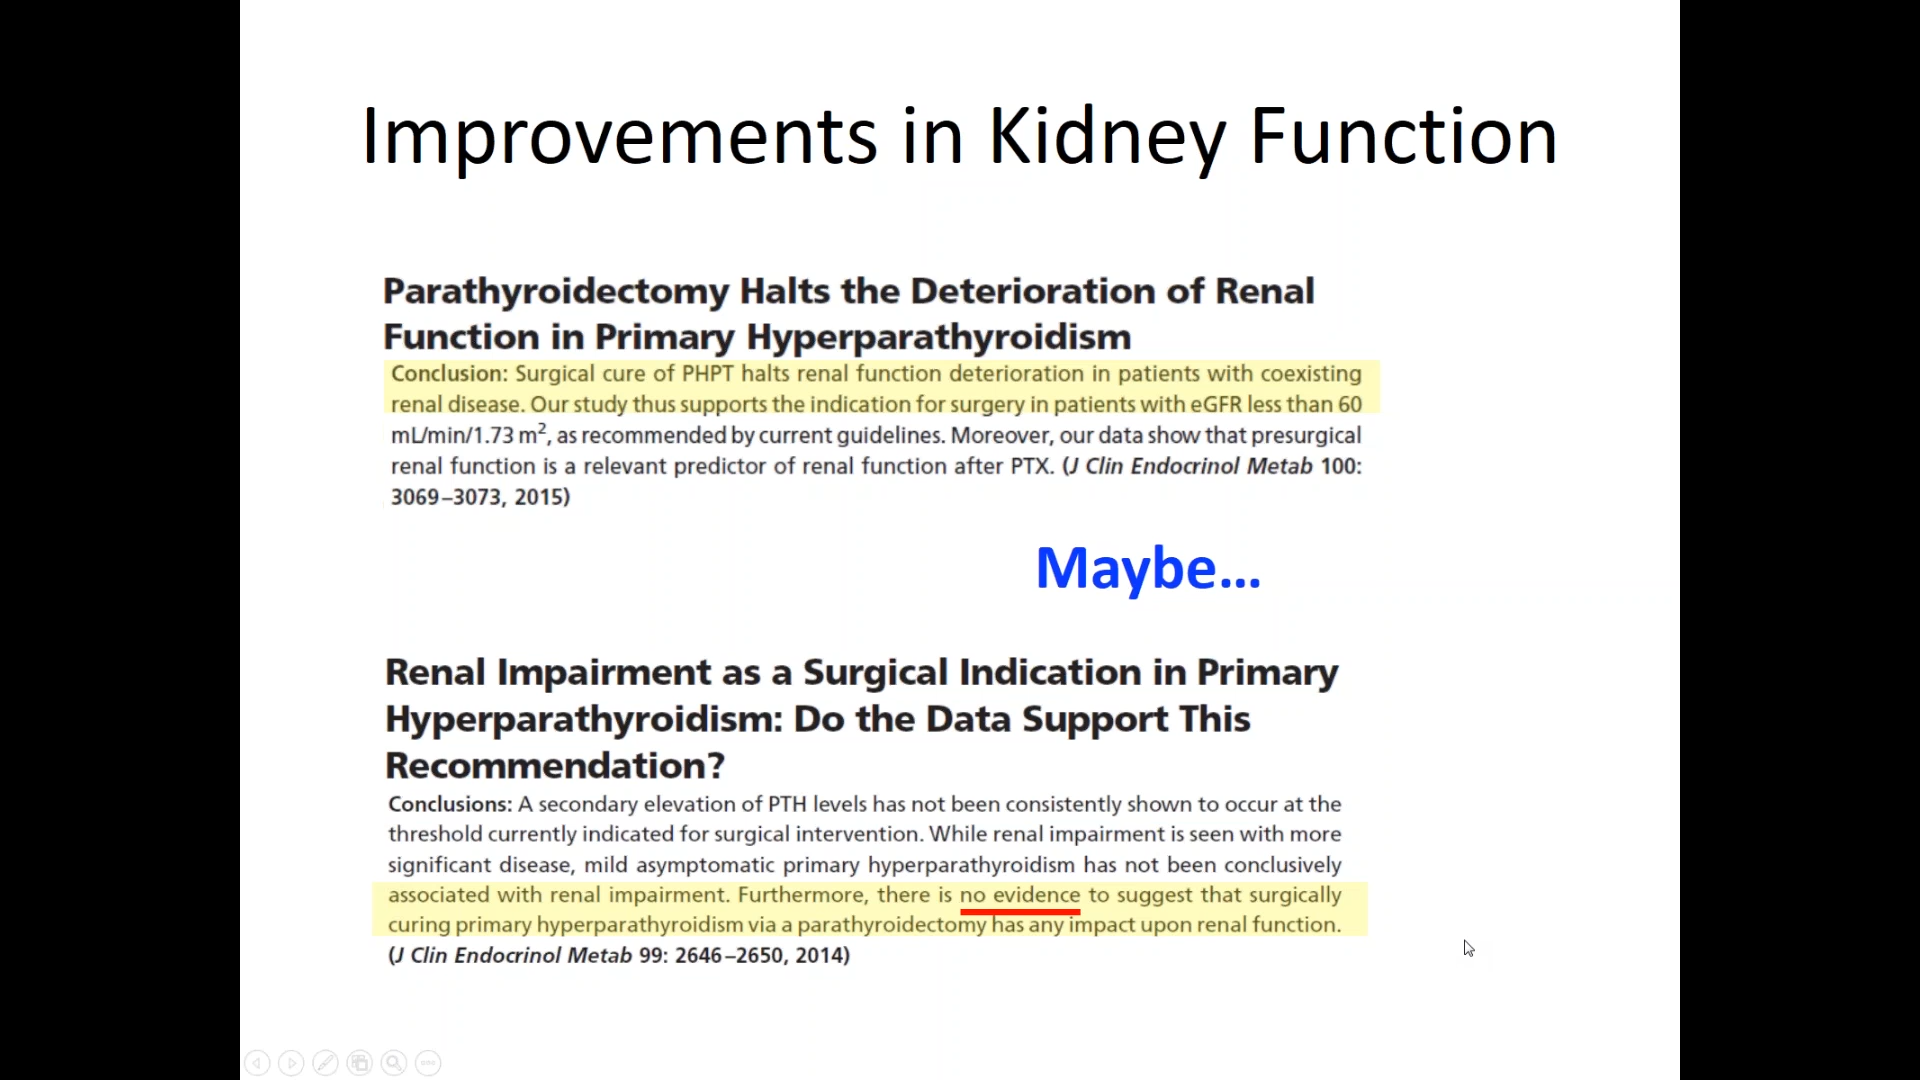 Improvements in Kidney Function
Parathyroidectomy Halts the Deterioration of Renal
Function in Primary Hyperparathyroidism
Conclusion: Surgical cure of PHPT halts renal function deterioration in patients with coexisting
renal disease. Our study thus supports the indication for surgery in patients with eGFR less than 60
mL/min/1.73 m², as recommended by current guidelines. Moreover, our data show that presurgical
renal function is a relevant predictor of renal function after PTX. (J Clin Endocrinol Metab 100:
3069–3073, 2015)
Maybe...
Renal Impairment as a Surgical Indication in Primary
Hyperparathyroidism: Do the Data Support This
Recommendation?
Conclusions: A secondary elevation of PTH levels has not been consistently shown to occur at the
threshold currently indicated for surgical intervention. While renal impairment is seen with more
significant disease, mild asymptomatic primary hyperparathyroidism has not been conclusively
associated with renal impairment. Furthermore, there is no evidence to suggest that surgically
curing primary hyperparathyroidism via a parathyroidectomy has any impact upon renal function.
(J Clin Endocrinol Metab 99: 2646–2650, 2014)